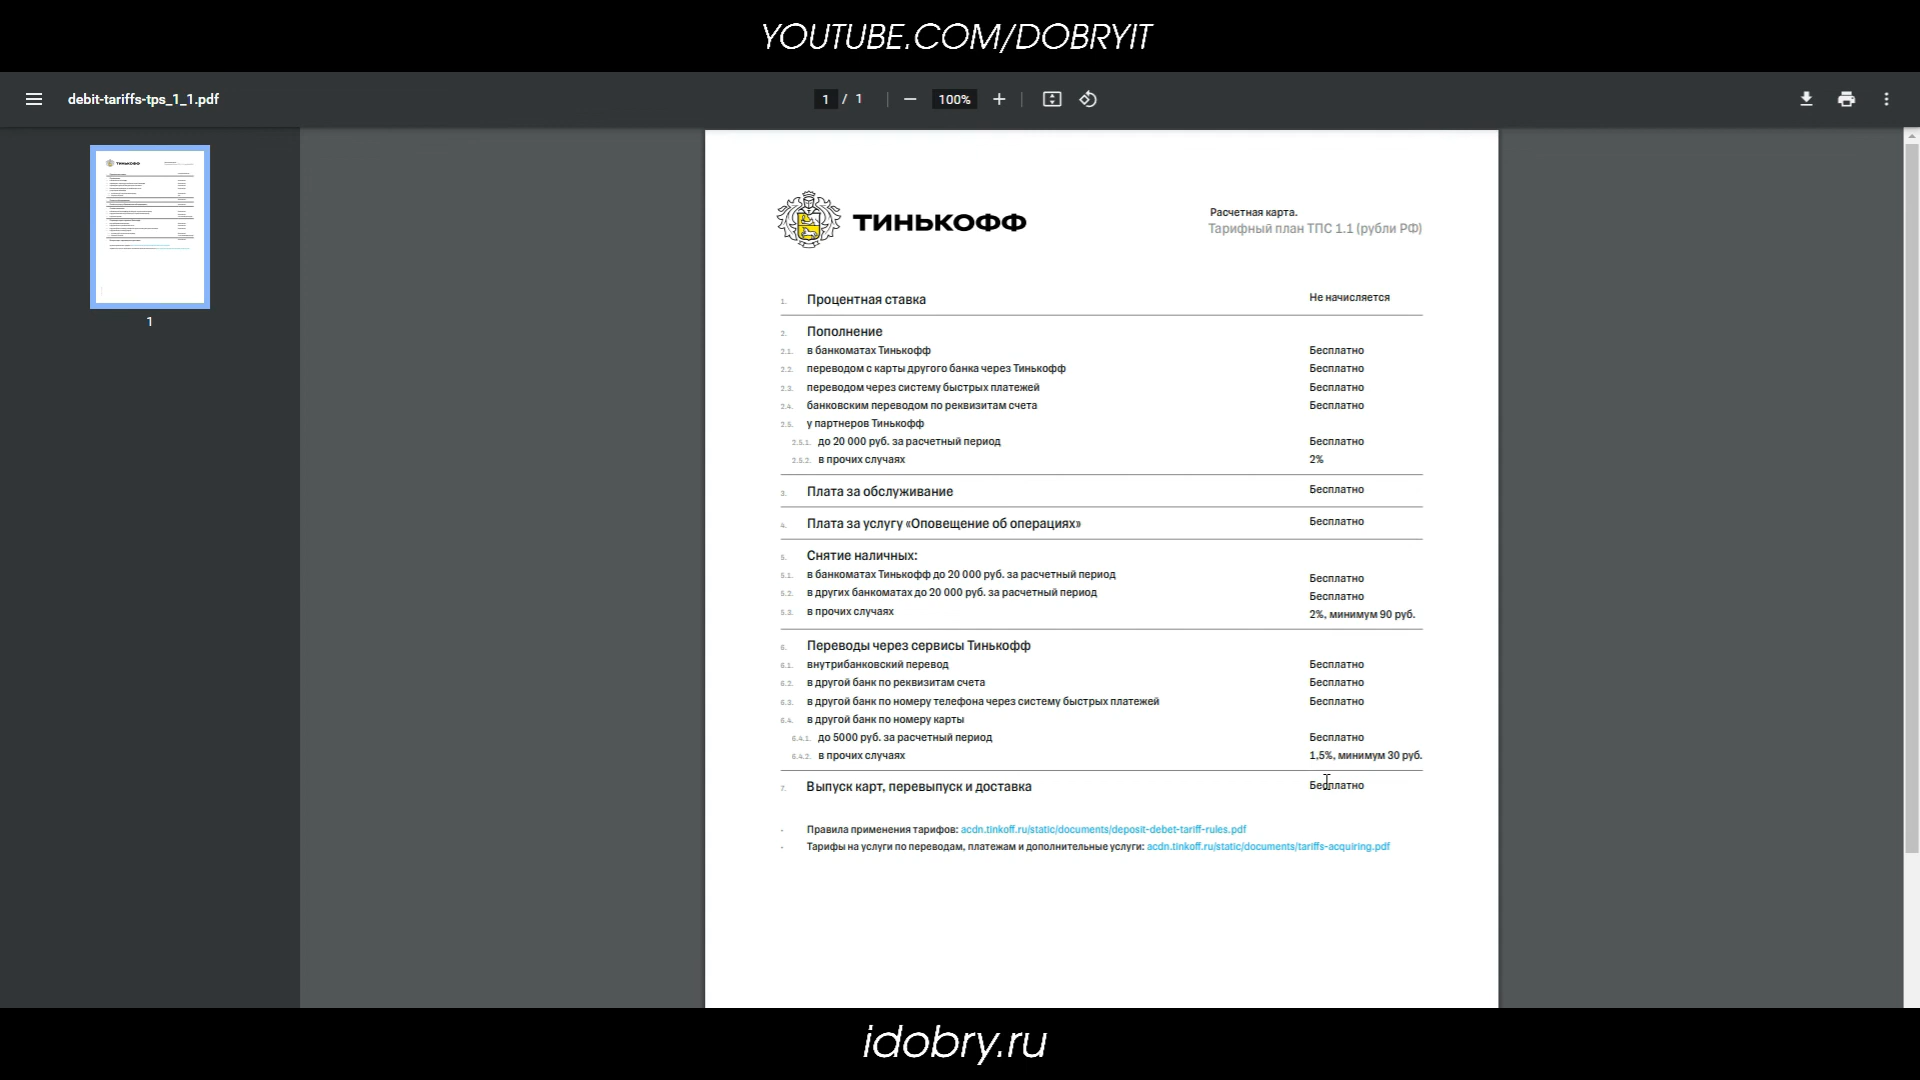 YOUTUBE.COM/DOBRYIT
debit-tariffs-tps_1_1.pdf
1 / 1
100%
ТИНЬКОФФ
Расчетная карта.
Тарифный план ТПС 1.1 (рубли РФ)
1. Процентная ставка Не начисляется
2. Пополнение
2.1. в банкоматах Тинькофф Бесплатно
2.2. переводом с карты другого банка через Тинькофф Бесплатно
2.3. переводом через систему быстрых платежей Бесплатно
2.4. банковским переводом по реквизитам счета Бесплатно
2.5. у партнеров Тинькофф
2.5.1. до 20 000 руб. за расчетный период Бесплатно
2.5.2. в прочих случаях 2%
3. Плата за обслуживание Бесплатно
4. Плата за услугу «Оповещение об операциях» Бесплатно
5. Снятие наличных:
5.1. в банкоматах Тинькофф до 20 000 руб. за расчетный период Бесплатно
5.2. в других банкоматах до 20 000 руб. за расчетный период Бесплатно
5.3. в прочих случаях 2%, минимум 90 руб.
6. Переводы через сервисы Тинькофф
6.1. внутрибанковский перевод Бесплатно
6.2. в другой банк по реквизитам счета Бесплатно
6.3. в другой банк по номеру телефона через систему быстрых платежей Бесплатно
6.4. в другой банк по номеру карты
6.4.1. до 5000 руб. за расчетный период Бесплатно
6.4.2. в прочих случаях 1,5%, минимум 30 руб.
7. Выпуск карт, перевыпуск и доставка Бесплатно
- Правила применения тарифов: acdn.tinkoff.ru/static/documents/deposit-debet-tariff-rules.pdf
- Тарифы на услуги по переводам, платежам и дополнительные услуги: acdn.tinkoff.ru/static/documents/tariffs-acquiring.pdf
1
idobry.ru